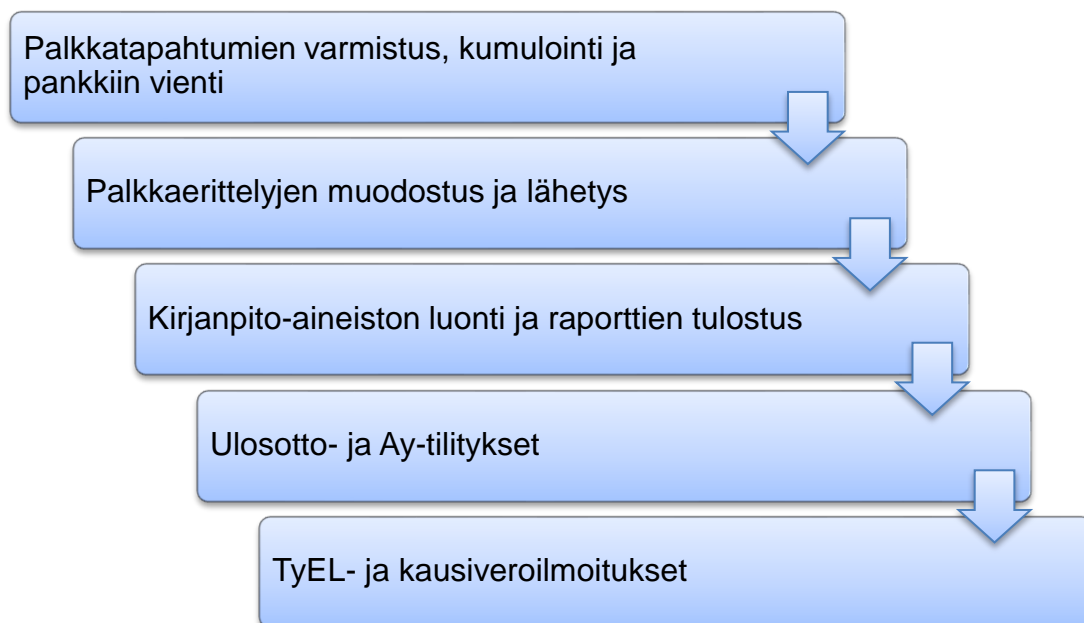 Palkkatapahtumien varmistus, kumulointi ja
pankkiin vienti
Palkkaerittelyjen muodostus ja lähetys
Kirjanpito-aineiston luonti ja raporttien tulostus
Ulosotto- ja Ay-tilitykset
TyEL- ja kausiveroilmoitukset